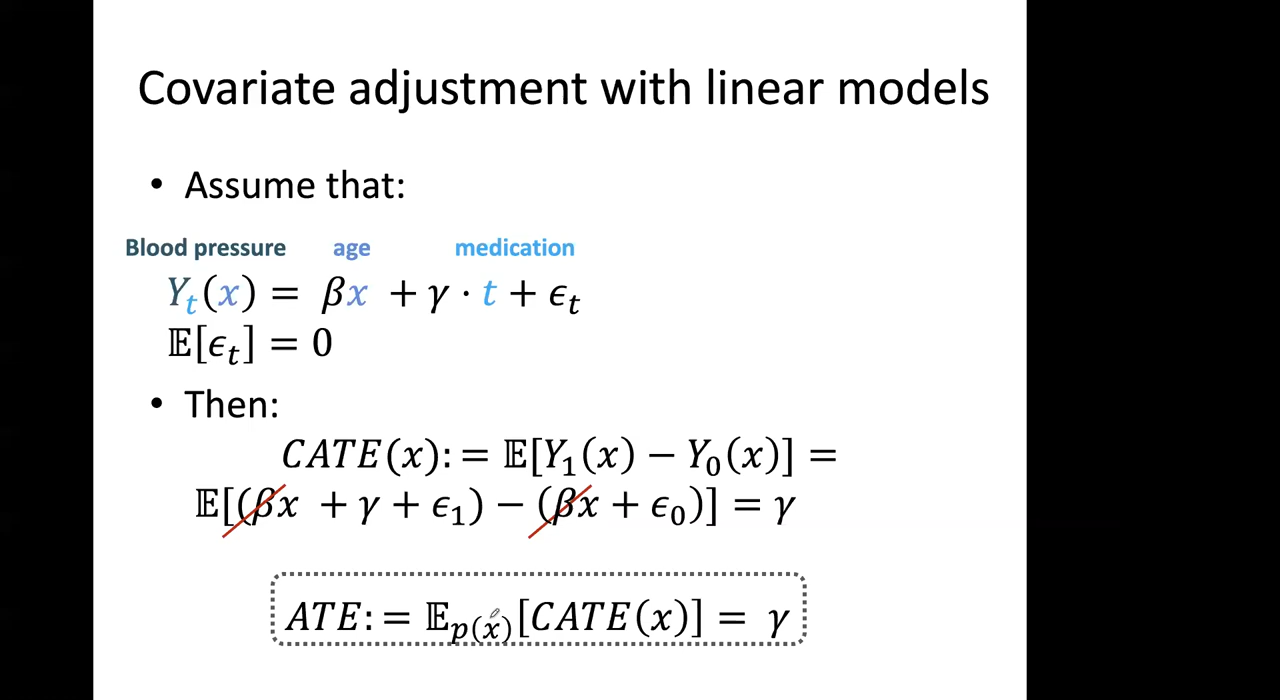 Covariate adjustment with linear models
• Assume that:
Blood pressure age medication
Yₜ(x) = βx + γ · t + ϵₜ
𝔼[ϵₜ] = 0
• Then:
CATE(x): = 𝔼[Y₁(x) − Y₀(x)] =
𝔼[(βx + γ + ϵ₁) − (βx + ϵ₀)] = γ
ATE: = 𝔼ₚ₍ₓ₎[CATE(x)] = γ